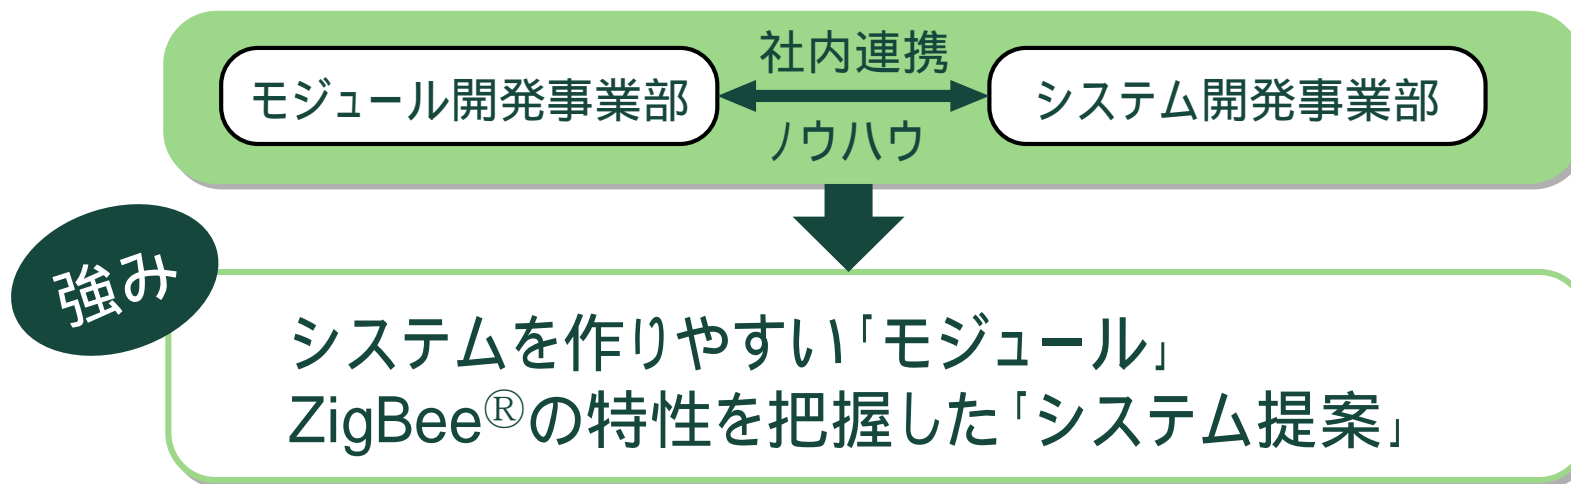 社内連携
モジュール開発事業部
システム開発事業部
ノウハウ
強み
システムを作りやすい「モジュール」
ZigBee®の特性を把握した「システム提案」